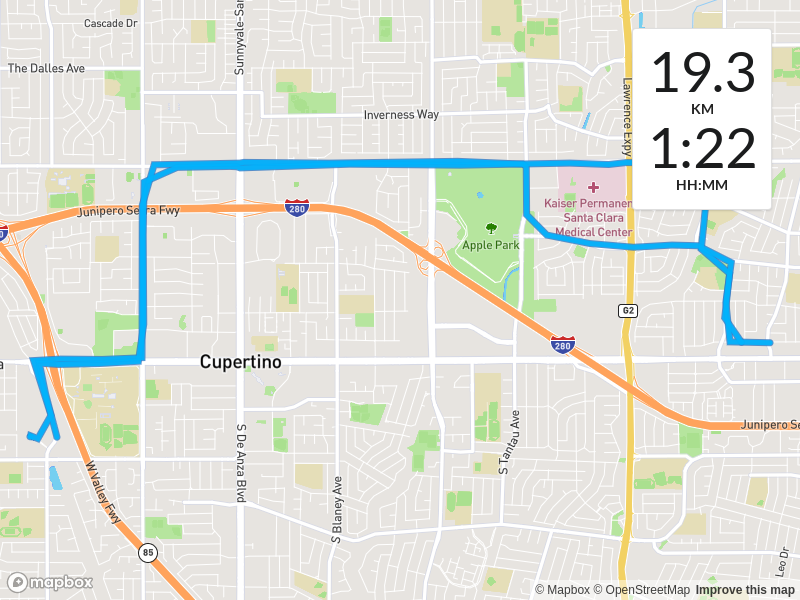 Cascade Dr
Sunnyvale-Sar
The Dalles Ave
Inverness Way
Lawrence Expy
19.3
KM
1:22
HH:MM
Junipero Serra Fwy
280
Kaiser Permanen
Santa Clara
Medical Center
Apple Park
G2
280
Cupertino
S De Anza Blvd
S Blaney Ave
S Tantau Ave
Junipero Se
W Valley Fwy
85
Leo Dr
mapbox
© Mapbox © OpenStreetMap Improve this map